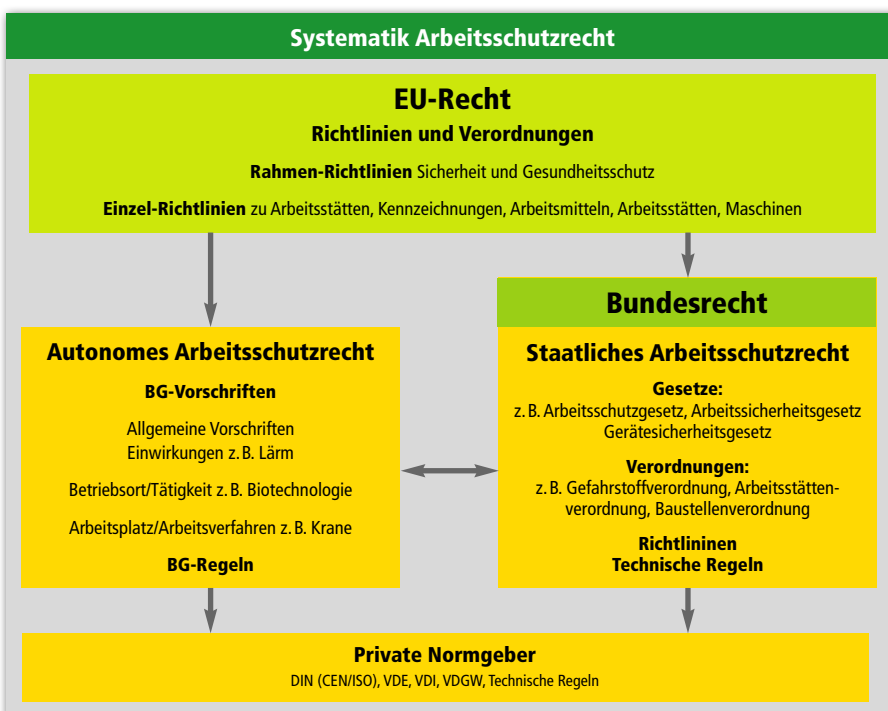 Systematik Arbeitsschutzrecht
EU-Recht
Richtlinien und Verordnungen
Rahmen-Richtlinien Sicherheit und Gesundheitsschutz
Einzel-Richtlinien zu Arbeitsstätten, Kennzeichnungen, Arbeitsmitteln, Arbeitsstätten, Maschinen
Autonomes Arbeitsschutzrecht
BG-Vorschriften
Allgemeine Vorschriften
Einwirkungen z. B. Lärm
Betriebsort/Tätigkeit z. B. Biotechnologie
Arbeitsplatz/Arbeitsverfahren z. B. Krane
BG-Regeln
Bundesrecht
Staatliches Arbeitsschutzrecht
Gesetze:
z. B. Arbeitsschutzgesetz, Arbeitssicherheitsgesetz
Gerätesicherheitsgesetz
Verordnungen:
z. B. Gefahrstoffverordnung, Arbeitsstätten-
verordnung, Baustellenverordnung
Richtlininen
Technische Regeln
Private Normgeber
DIN (CEN/ISO), VDE, VDI, VDGW, Technische Regeln